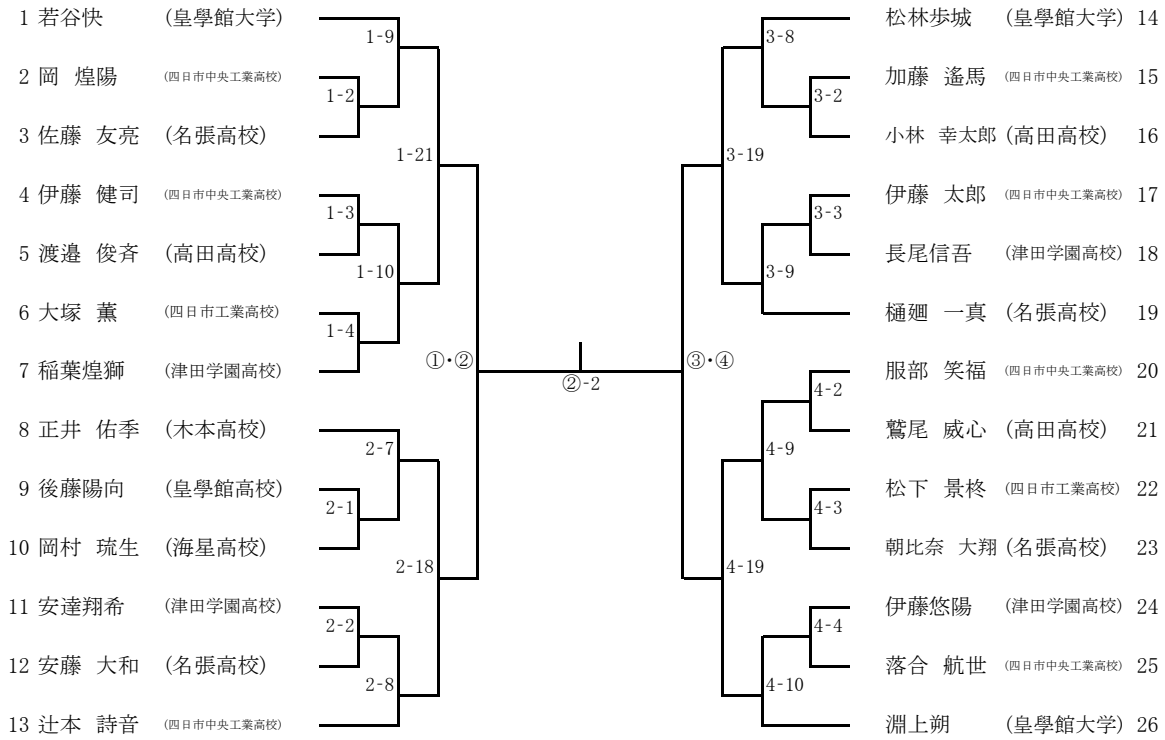 1 若谷快 (皇學館大学) 松林歩城 (皇學館大学) 14
1-9 3-8
2 岡 煌陽 (四日市中央工業高校) 加藤 遙馬 (四日市中央工業高校) 15
1-2 3-2
3 佐藤 友亮 (名張高校) 小林 幸太郎 (高田高校) 16
1-21 3-19
4 伊藤 健司 (四日市中央工業高校) 伊藤 太郎 (四日市中央工業高校) 17
1-3 3-3
5 渡邉 俊斉 (高田高校) 長尾信吾 (津田学園高校) 18
1-10 3-9
6 大塚 薫 (四日市工業高校) 樋廻 一真 (名張高校) 19
1-4
7 稲葉煌獅 (津田学園高校) ①・② ③・④ 服部 笑福 (四日市中央工業高校) 20
②-2 4-2
8 正井 佑季 (木本高校) 鷲尾 威心 (高田高校) 21
2-7 4-9
9 後藤陽向 (皇學館高校) 松下 景柊 (四日市工業高校) 22
2-1 4-3
10 岡村 琉生 (海星高校) 朝比奈 大翔 (名張高校) 23
2-18 4-19
11 安達翔希 (津田学園高校) 伊藤悠陽 (津田学園高校) 24
2-2 4-4
12 安藤 大和 (名張高校) 落合 航世 (四日市中央工業高校) 25
2-8 4-10
13 辻本 詩音 (四日市中央工業高校) 淵上朔 (皇學館大学) 26